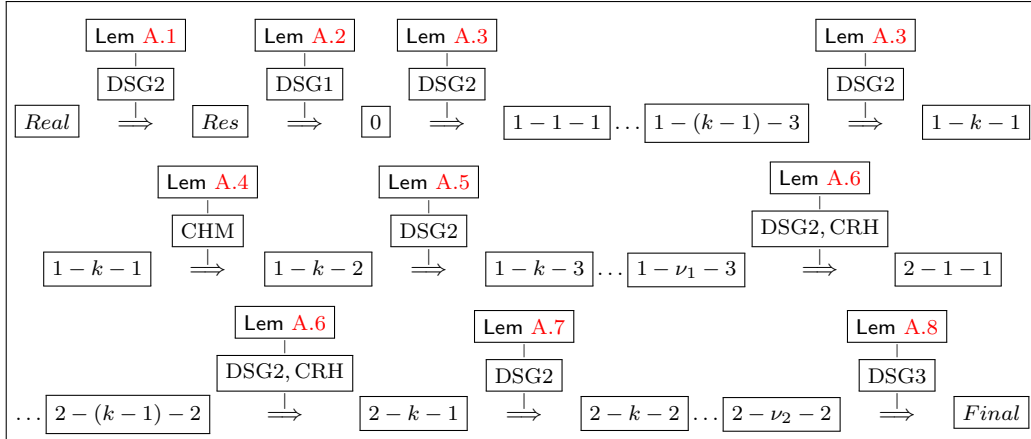 Lem A.1 Lem A.2 Lem A.3 Lem A.3
DSG2 DSG1 DSG2 DSG2
Real ⟹ Res ⟹ 0 ⟹ 1 − 1 − 1 … 1 − (k − 1) − 3 ⟹ 1 − k − 1
Lem A.4 Lem A.5 Lem A.6
CHM DSG2 DSG2, CRH
1 − k − 1 ⟹ 1 − k − 2 ⟹ 1 − k − 3 … 1 − ν₁ − 3 ⟹ 2 − 1 − 1
Lem A.6 Lem A.7 Lem A.8
DSG2, CRH DSG2 DSG3
… 2 − (k − 1) − 2 ⟹ 2 − k − 1 ⟹ 2 − k − 2 … 2 − ν₂ − 2 ⟹ Final